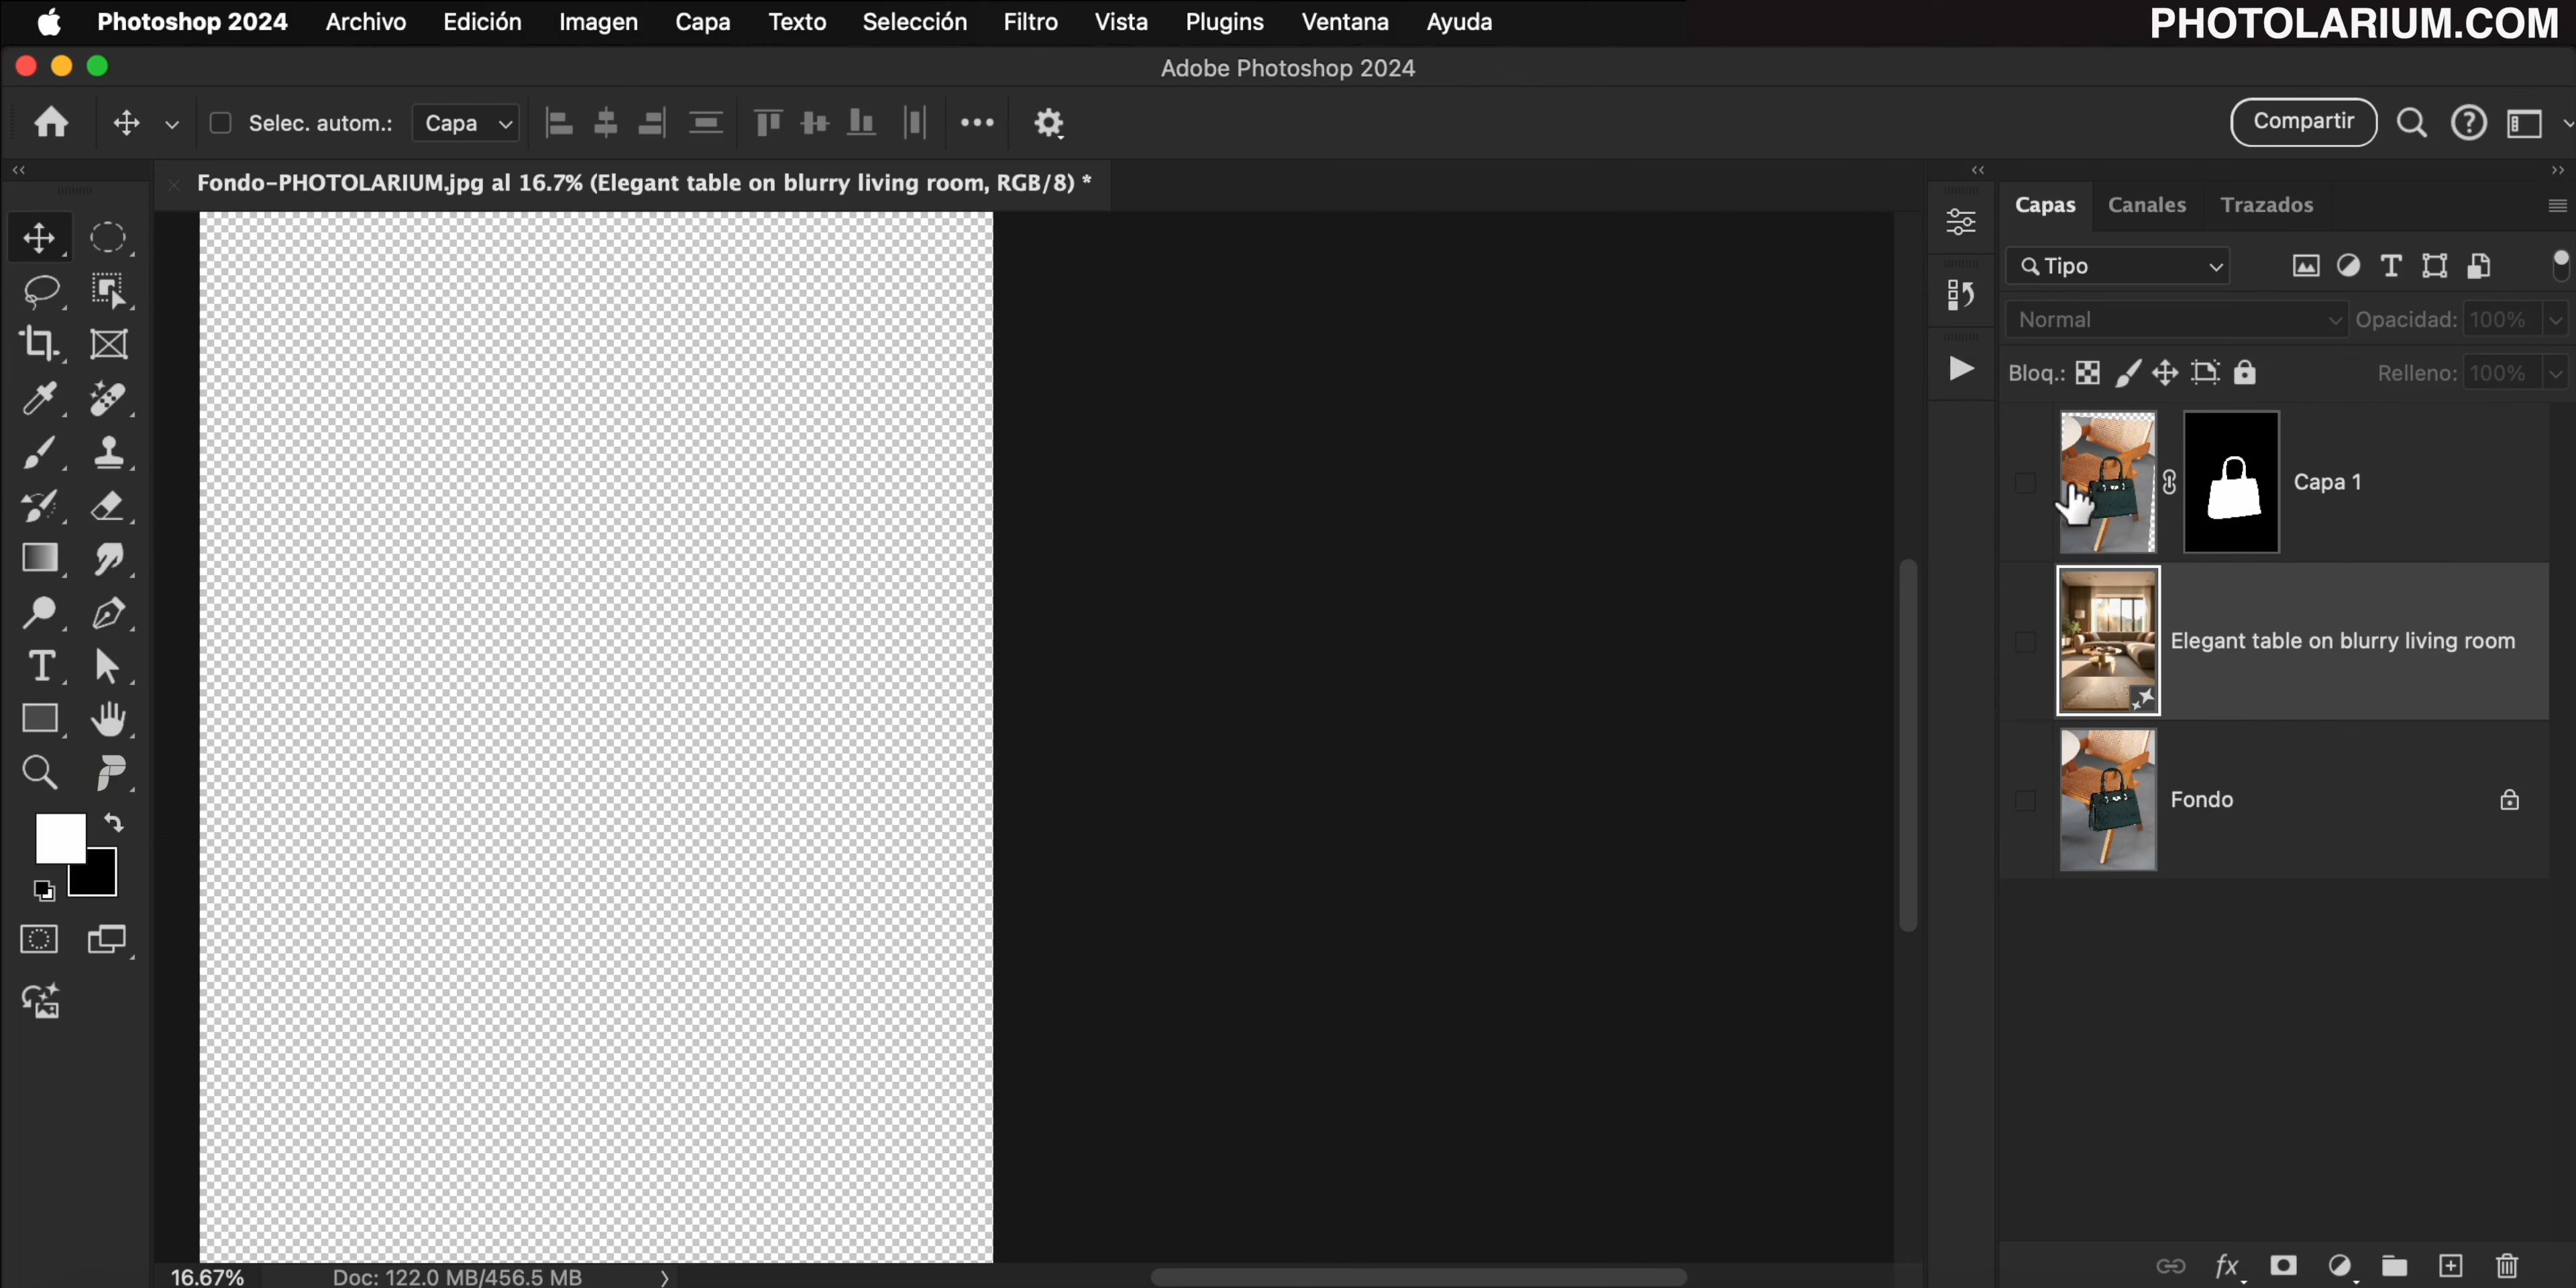 Photoshop 2024 Archivo Edición Imagen Capa Texto Selección Filtro Vista Plugins Ventana Ayuda
PHOTOLARIUM.COM
Adobe Photoshop 2024
Selec. autom.: Capa
Compartir
Fondo-PHOTOLARIUM.jpg al 16.7% (Elegant table on blurry living room, RGB/8) *
Capas Canales Trazados
Tipo
Normal Opacidad: 100%
Bloq.: Relleno: 100%
Capa 1
Elegant table on blurry living room
Fondo
16.67% Doc: 122.0 MB/456.5 MB
fx